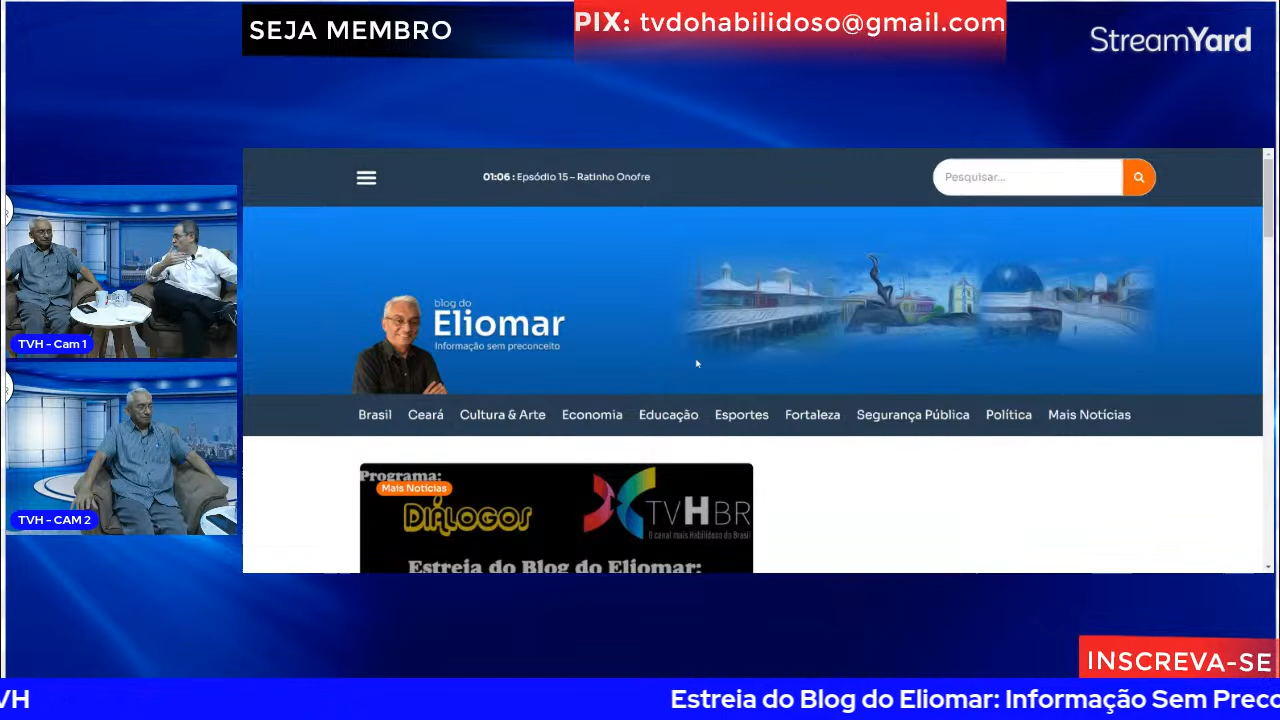 SEJA MEMBRO
PIX: tvdohabilidoso@gmail.com
StreamYard
01:06 : Epsódio 15 – Ratinho Onofre
Pesquisar...
blog do
Eliomar
Informação sem preconceito
TVH - Cam 1
TVH - CAM 2
Brasil Ceará Cultura & Arte Economia Educação Esportes Fortaleza Segurança Pública Política Mais Notícias
Programa:
Mais Notícias
DIÁLOGOS
TVHBR
O canal mais Habilidoso do Brasil
Estreia do Blog do Eliomar:
INSCREVA-SE
VH
Estreia do Blog do Eliomar: Informação Sem Preco